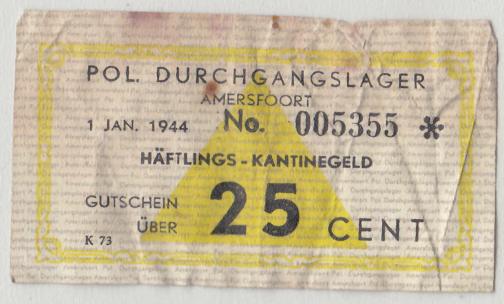 POL. DURCHGANGSLAGER
AMERSFOORT
1 JAN. 1944 No. 005355 *
HÄFTLINGS - KANTINEGELD
GUTSCHEIN
ÜBER 25 CENT
K 73